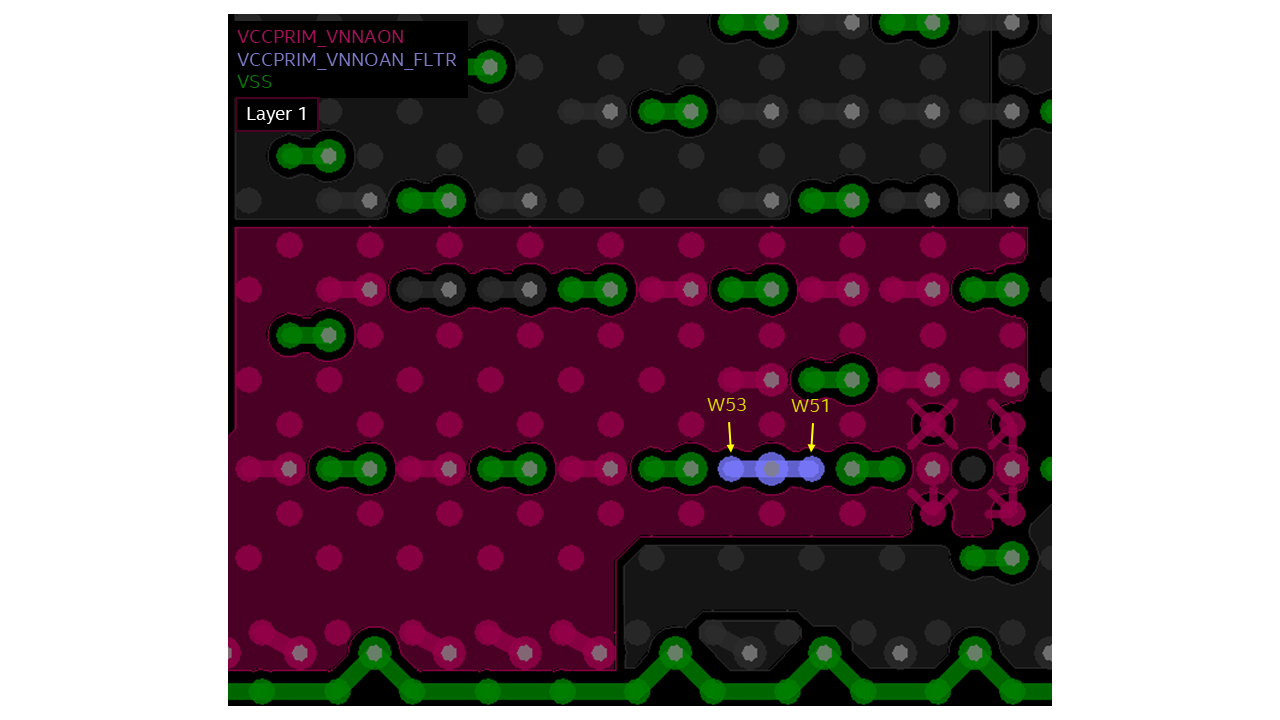 VCCPRIM_VNNAON
VCCPRIM_VNNOAN_FLTR
VSS
Layer 1
W53
W51